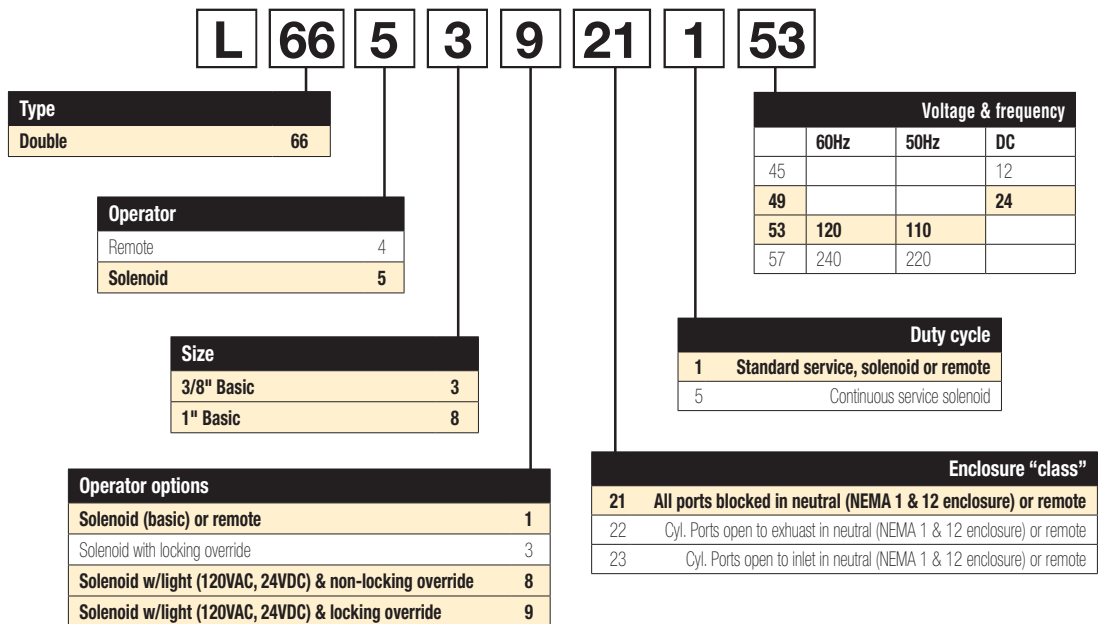 L 66 5 3 9 21 1 53
Type
Double 66
Operator
Remote 4
Solenoid 5
Size
3/8" Basic 3
1" Basic 8
Operator options
Solenoid (basic) or remote 1
Solenoid with locking override 3
Solenoid w/light (120VAC, 24VDC) & non-locking override 8
Solenoid w/light (120VAC, 24VDC) & locking override 9
Voltage & frequency
60Hz 50Hz DC
45 12
49 24
53 120 110
57 240 220
Duty cycle
1 Standard service, solenoid or remote
5 Continuous service solenoid
Enclosure “class”
21 All ports blocked in neutral (NEMA 1 & 12 enclosure) or remote
22 Cyl. Ports open to exhuast in neutral (NEMA 1 & 12 enclosure) or remote
23 Cyl. Ports open to inlet in neutral (NEMA 1 & 12 enclosure) or remote